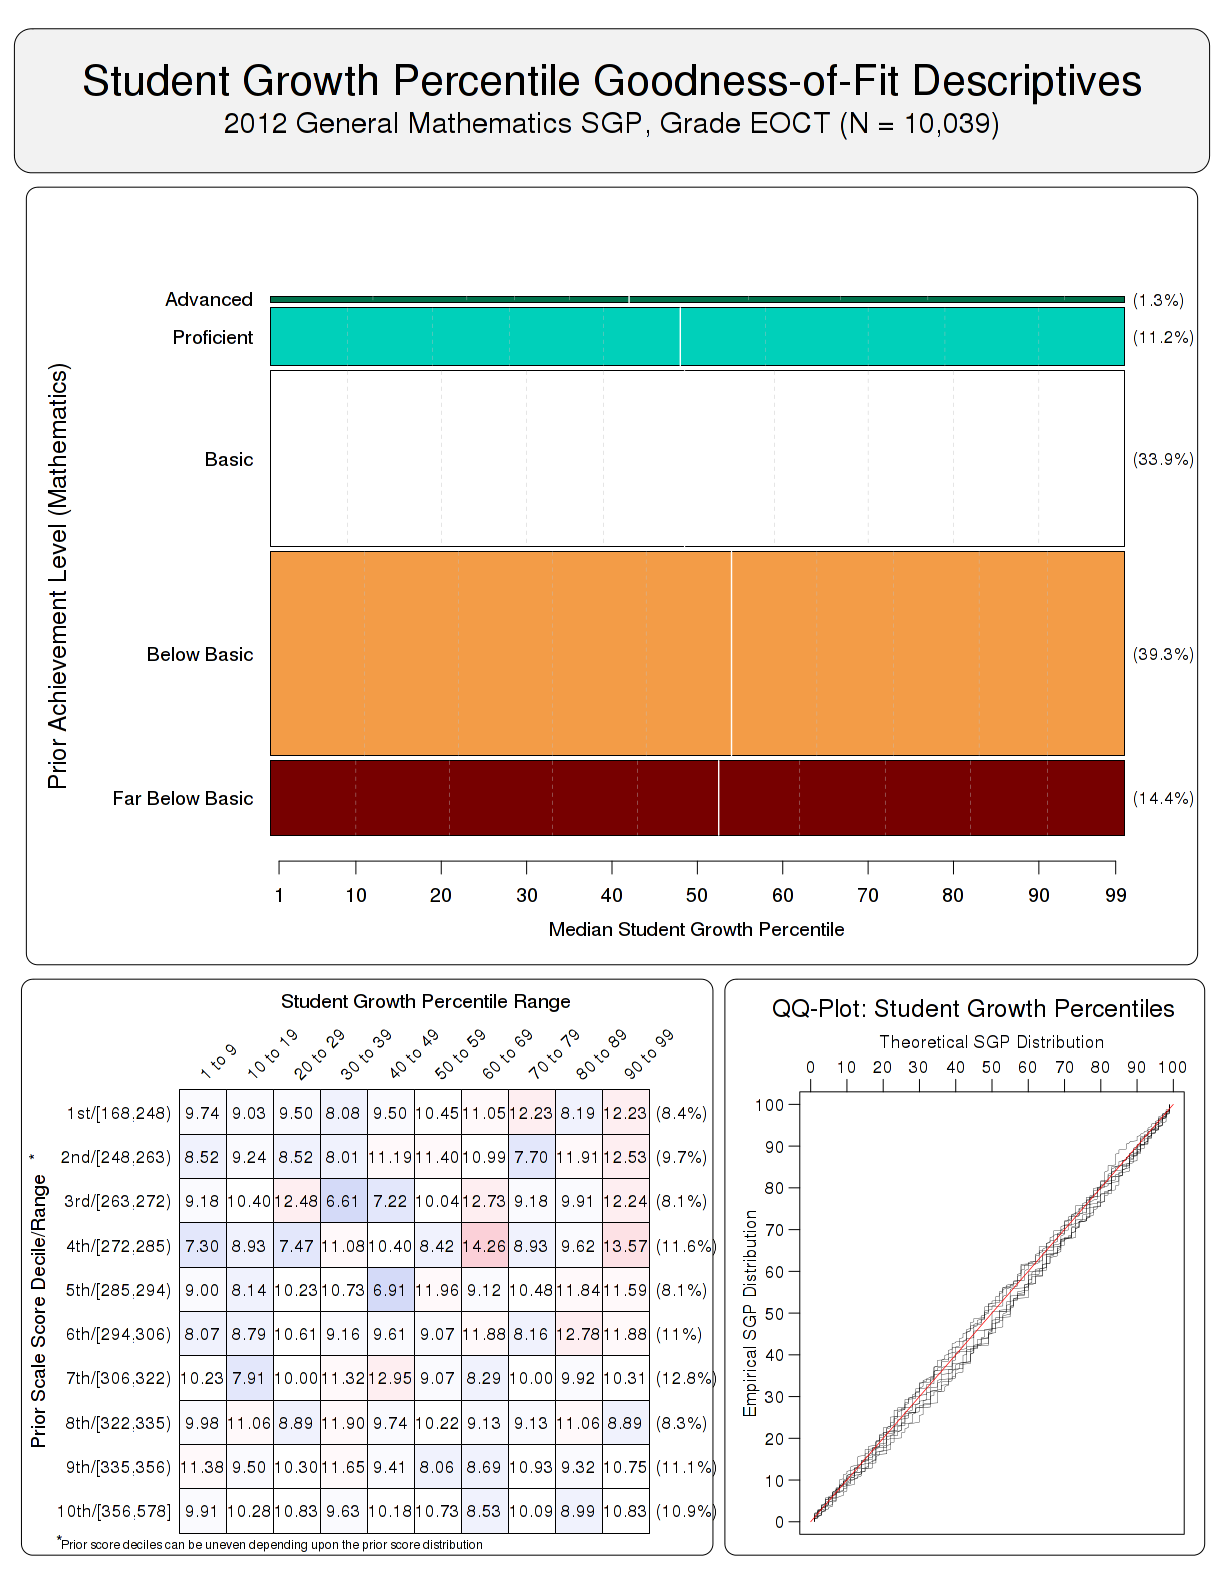 Student Growth Percentile Goodness-of-Fit Descriptives
2012 General Mathematics SGP, Grade EOCT (N = 10,039)
Prior Achievement Level (Mathematics)
Advanced (1.3%)
Proficient (11.2%)
Basic (33.9%)
Below Basic (39.3%)
Far Below Basic (14.4%)
1 10 20 30 40 50 60 70 80 90 99
Median Student Growth Percentile
Student Growth Percentile Range
1 to 9 10 to 19 20 to 29 30 to 39 40 to 49 50 to 59 60 to 69 70 to 79 80 to 89 90 to 99
Prior Scale Score Decile/Range *
1st/[168,248) 9.74 9.03 9.50 8.08 9.50 10.45 11.05 12.23 8.19 12.23 (8.4%)
2nd/[248,263) 8.52 9.24 8.52 8.01 11.19 11.40 10.99 7.70 11.91 12.53 (9.7%)
3rd/[263,272) 9.18 10.40 12.48 6.61 7.22 10.04 12.73 9.18 9.91 12.24 (8.1%)
4th/[272,285) 7.30 8.93 7.47 11.08 10.40 8.42 14.26 8.93 9.62 13.57 (11.6%)
5th/[285,294) 9.00 8.14 10.23 10.73 6.91 11.96 9.12 10.48 11.84 11.59 (8.1%)
6th/[294,306) 8.07 8.79 10.61 9.16 9.61 9.07 11.88 8.16 12.78 11.88 (11%)
7th/[306,322) 10.23 7.91 10.00 11.32 12.95 9.07 8.29 10.00 9.92 10.31 (12.8%)
8th/[322,335) 9.98 11.06 8.89 11.90 9.74 10.22 9.13 9.13 11.06 8.89 (8.3%)
9th/[335,356) 11.38 9.50 10.30 11.65 9.41 8.06 8.69 10.93 9.32 10.75 (11.1%)
10th/[356,578] 9.91 10.28 10.83 9.63 10.18 10.73 8.53 10.09 8.99 10.83 (10.9%)
*Prior score deciles can be uneven depending upon the prior score distribution
QQ-Plot: Student Growth Percentiles
Theoretical SGP Distribution
0 10 20 30 40 50 60 70 80 90 100
Empirical SGP Distribution
100
90
80
70
60
50
40
30
20
10
0